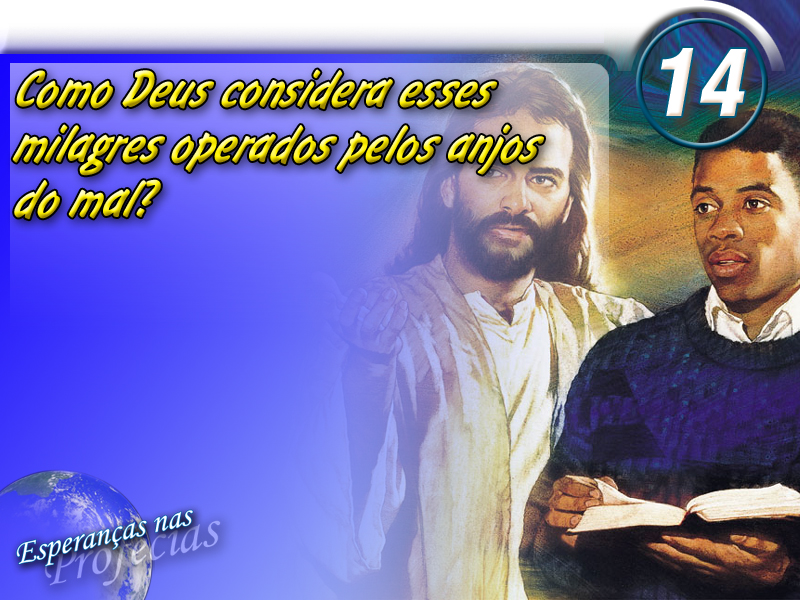 14
Como Deus considera esses
milagres operados pelos anjos
do mal?
Esperanças nas
Profecias